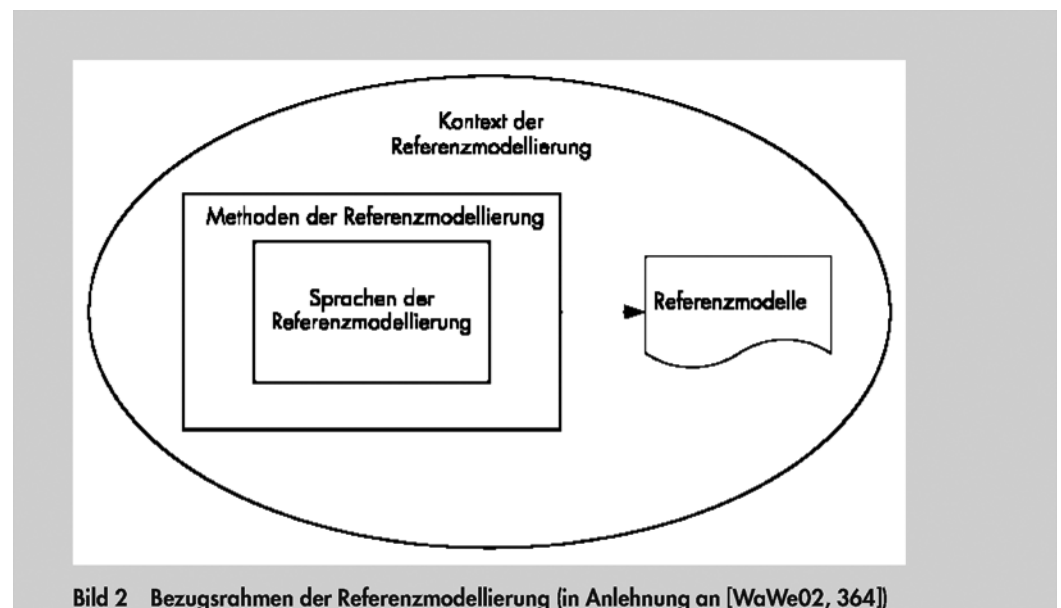 Kontext der
Referenzmodellierung
Methoden der Referenzmodellierung
Sprachen der
Referenzmodellierung
Referenzmodelle
Bild 2 Bezugsrahmen der Referenzmodellierung (in Anlehnung an [WaWe02, 364])